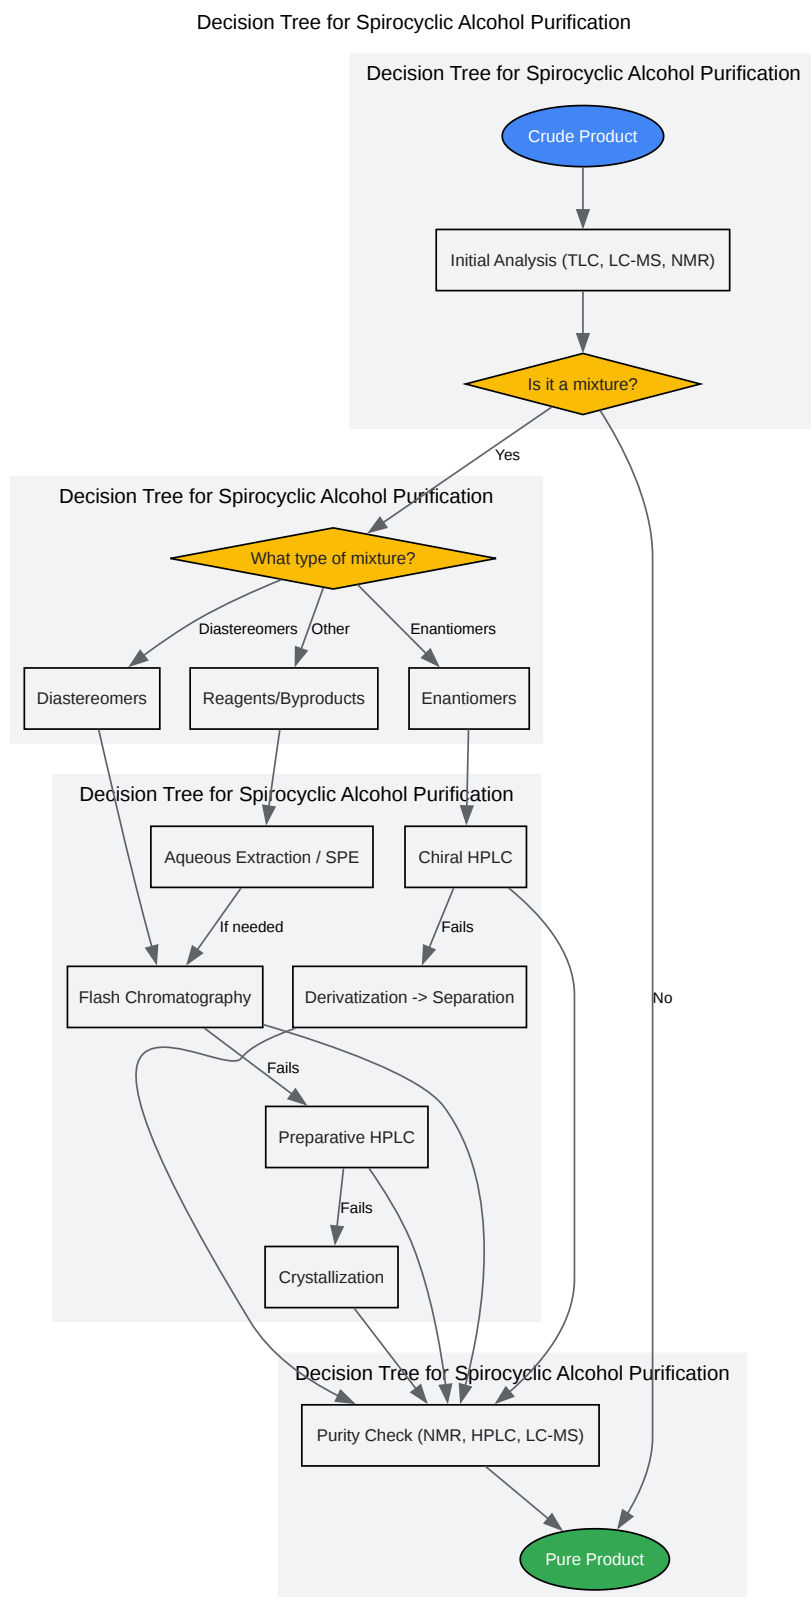 Decision Tree for Spirocyclic Alcohol Purification
Decision Tree for Spirocyclic Alcohol Purification
Crude Product
Initial Analysis (TLC, LC-MS, NMR)
Is it a mixture?
Yes
Decision Tree for Spirocyclic Alcohol Purification
What type of mixture?
Diastereomers
Other
Enantiomers
Diastereomers
Reagents/Byproducts
Enantiomers
Decision Tree for Spirocyclic Alcohol Purification
Aqueous Extraction / SPE
Chiral HPLC
If needed
Fails
Flash Chromatography
Derivatization -> Separation
No
Fails
Preparative HPLC
Fails
Crystallization
Decision Tree for Spirocyclic Alcohol Purification
Purity Check (NMR, HPLC, LC-MS)
Pure Product